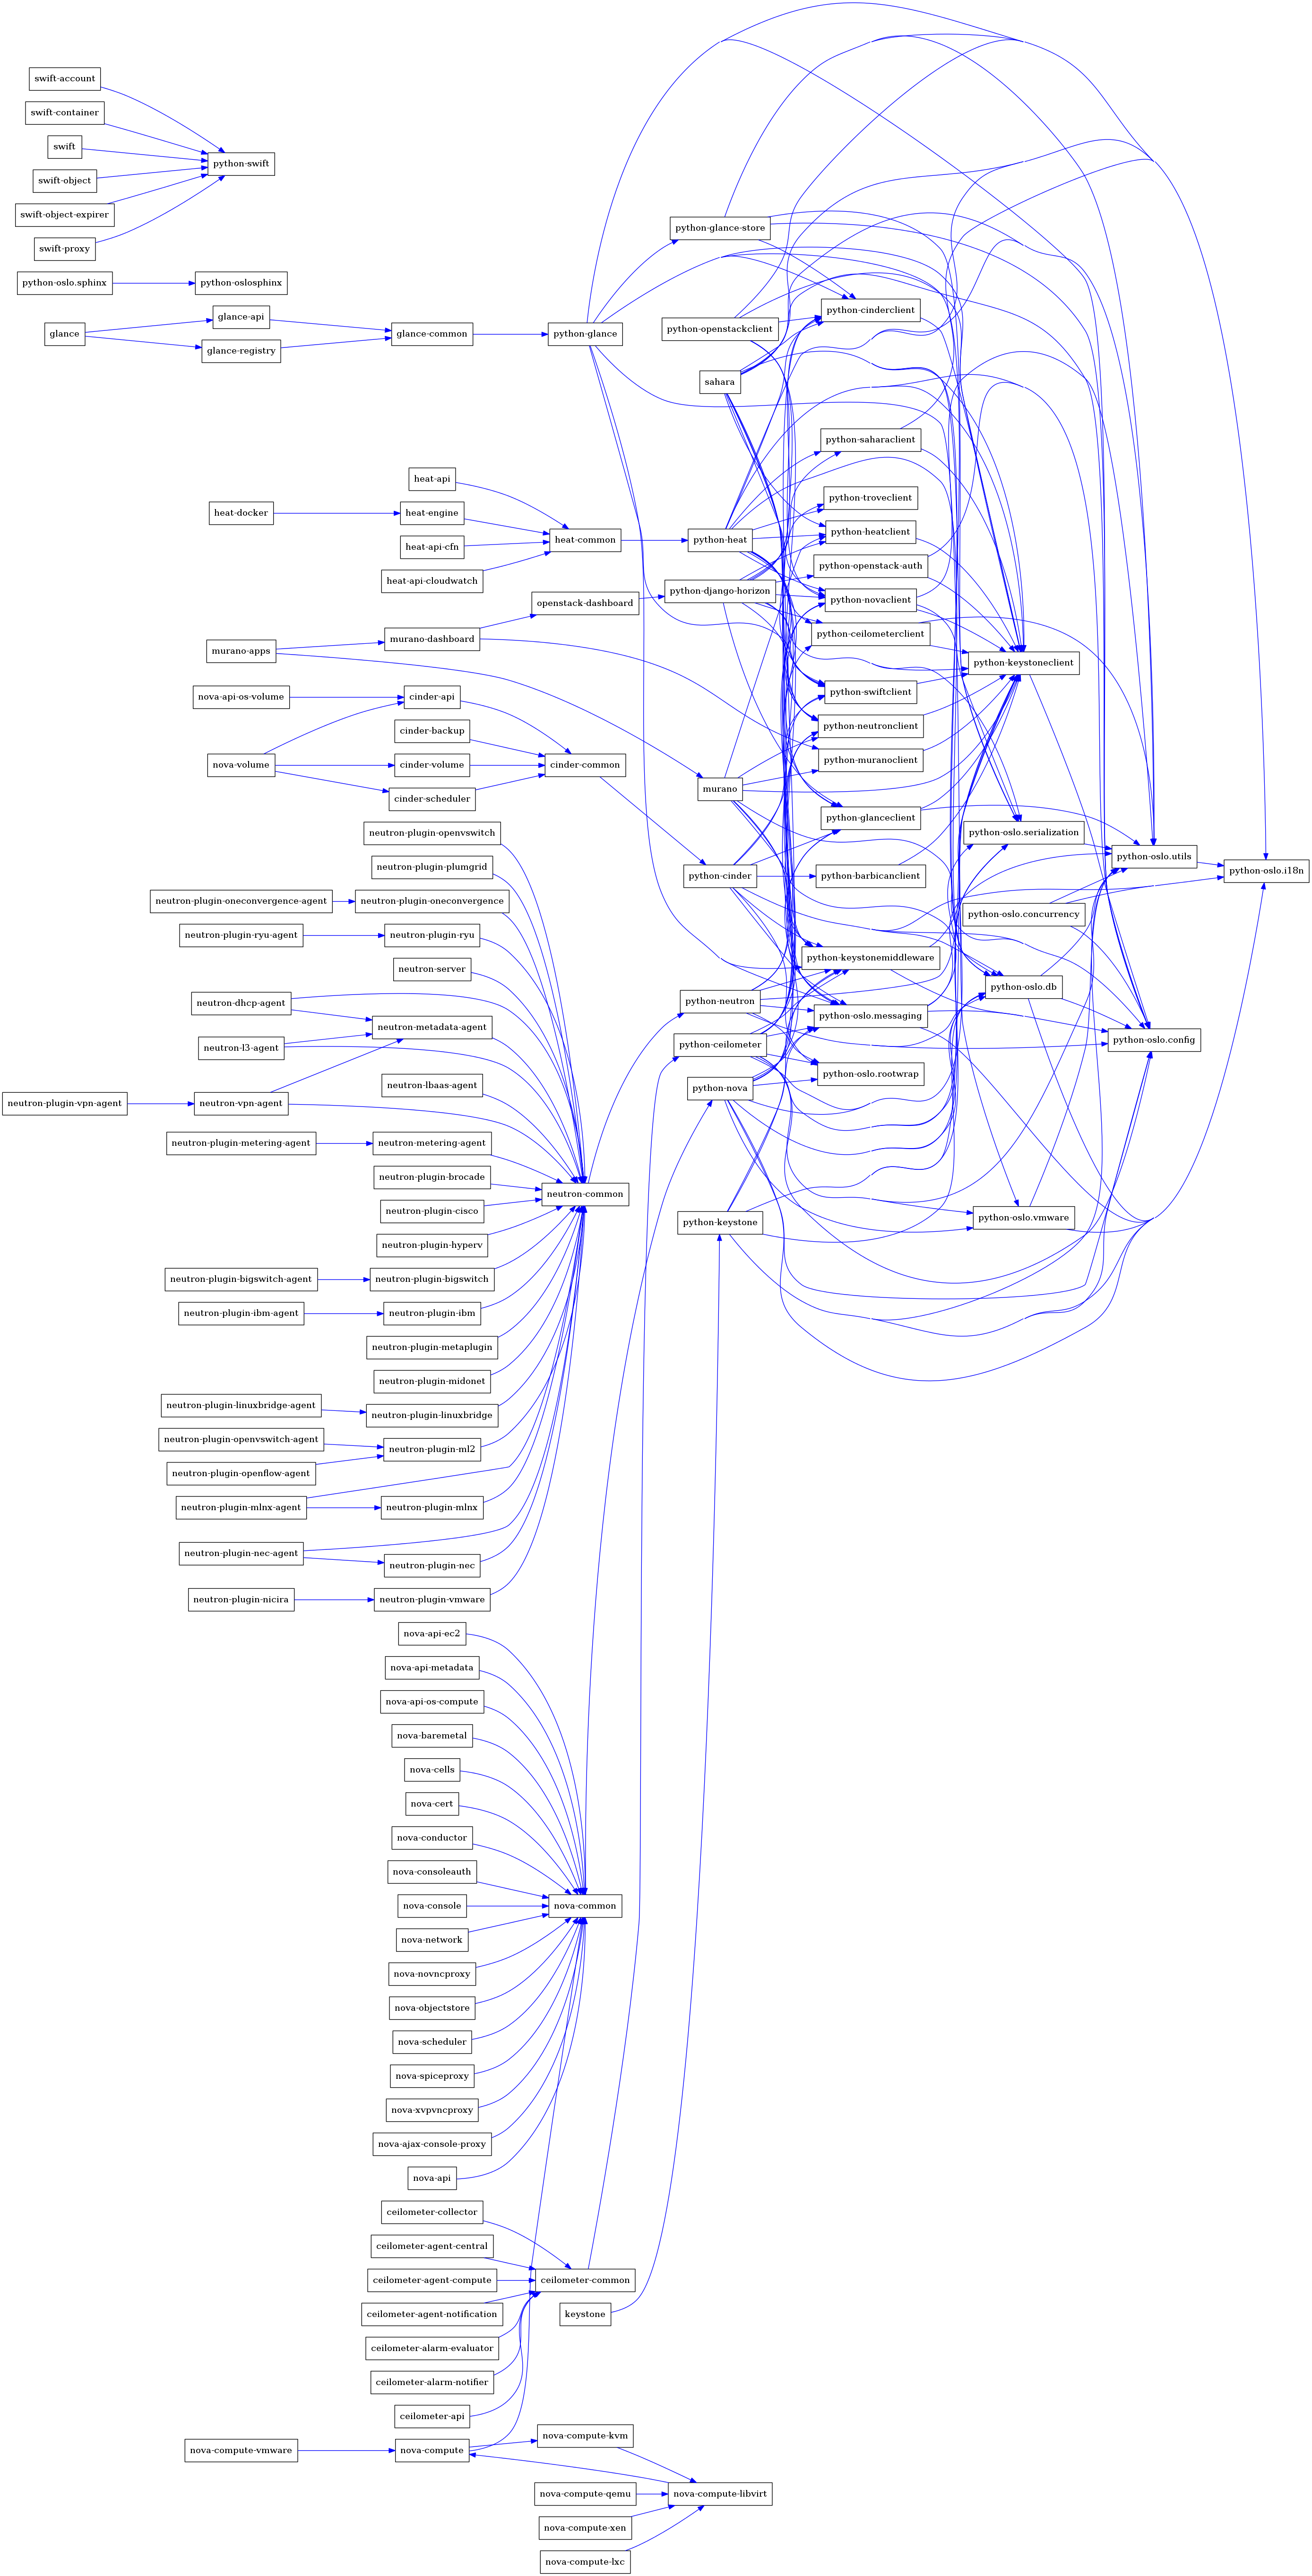 swift-account
swift-container
swift
python-swift
swift-object
swift-object-expirer
swift-proxy
python-oslo.sphinx
python-oslosphinx
glance
glance-api
glance-registry
glance-common
python-glance
python-glance-store
python-openstackclient
python-cinderclient
sahara
python-saharaclient
heat-api
heat-docker
heat-engine
heat-api-cfn
heat-api-cloudwatch
heat-common
python-heat
python-troveclient
python-heatclient
python-openstack-auth
python-django-horizon
openstack-dashboard
python-novaclient
python-ceilometerclient
murano-dashboard
murano-apps
python-keystoneclient
python-swiftclient
python-neutronclient
python-muranoclient
nova-api-os-volume
cinder-api
cinder-backup
nova-volume
cinder-volume
cinder-common
cinder-scheduler
murano
python-glanceclient
python-oslo.serialization
python-oslo.utils
python-oslo.i18n
python-cinder
python-barbicanclient
python-oslo.concurrency
neutron-plugin-openvswitch
neutron-plugin-plumgrid
neutron-plugin-oneconvergence-agent
neutron-plugin-oneconvergence
neutron-plugin-ryu-agent
neutron-plugin-ryu
python-keystonemiddleware
neutron-server
python-oslo.db
neutron-dhcp-agent
python-neutron
python-oslo.messaging
neutron-metadata-agent
neutron-l3-agent
python-ceilometer
python-oslo.config
python-oslo.rootwrap
neutron-lbaas-agent
python-nova
neutron-plugin-vpn-agent
neutron-vpn-agent
neutron-plugin-metering-agent
neutron-metering-agent
neutron-plugin-brocade
neutron-common
neutron-plugin-cisco
python-keystone
python-oslo.vmware
neutron-plugin-hyperv
neutron-plugin-bigswitch-agent
neutron-plugin-bigswitch
neutron-plugin-ibm-agent
neutron-plugin-ibm
neutron-plugin-metaplugin
neutron-plugin-midonet
neutron-plugin-linuxbridge-agent
neutron-plugin-linuxbridge
neutron-plugin-openvswitch-agent
neutron-plugin-ml2
neutron-plugin-openflow-agent
neutron-plugin-mlnx-agent
neutron-plugin-mlnx
neutron-plugin-nec-agent
neutron-plugin-nec
neutron-plugin-nicira
neutron-plugin-vmware
nova-api-ec2
nova-api-metadata
nova-api-os-compute
nova-baremetal
nova-cells
nova-cert
nova-conductor
nova-consoleauth
nova-console
nova-common
nova-network
nova-novncproxy
nova-objectstore
nova-scheduler
nova-spiceproxy
nova-xvpvncproxy
nova-ajax-console-proxy
nova-api
ceilometer-collector
ceilometer-agent-central
ceilometer-agent-compute
ceilometer-common
ceilometer-agent-notification
keystone
ceilometer-alarm-evaluator
ceilometer-alarm-notifier
ceilometer-api
nova-compute-kvm
nova-compute-vmware
nova-compute
nova-compute-qemu
nova-compute-libvirt
nova-compute-xen
nova-compute-lxc